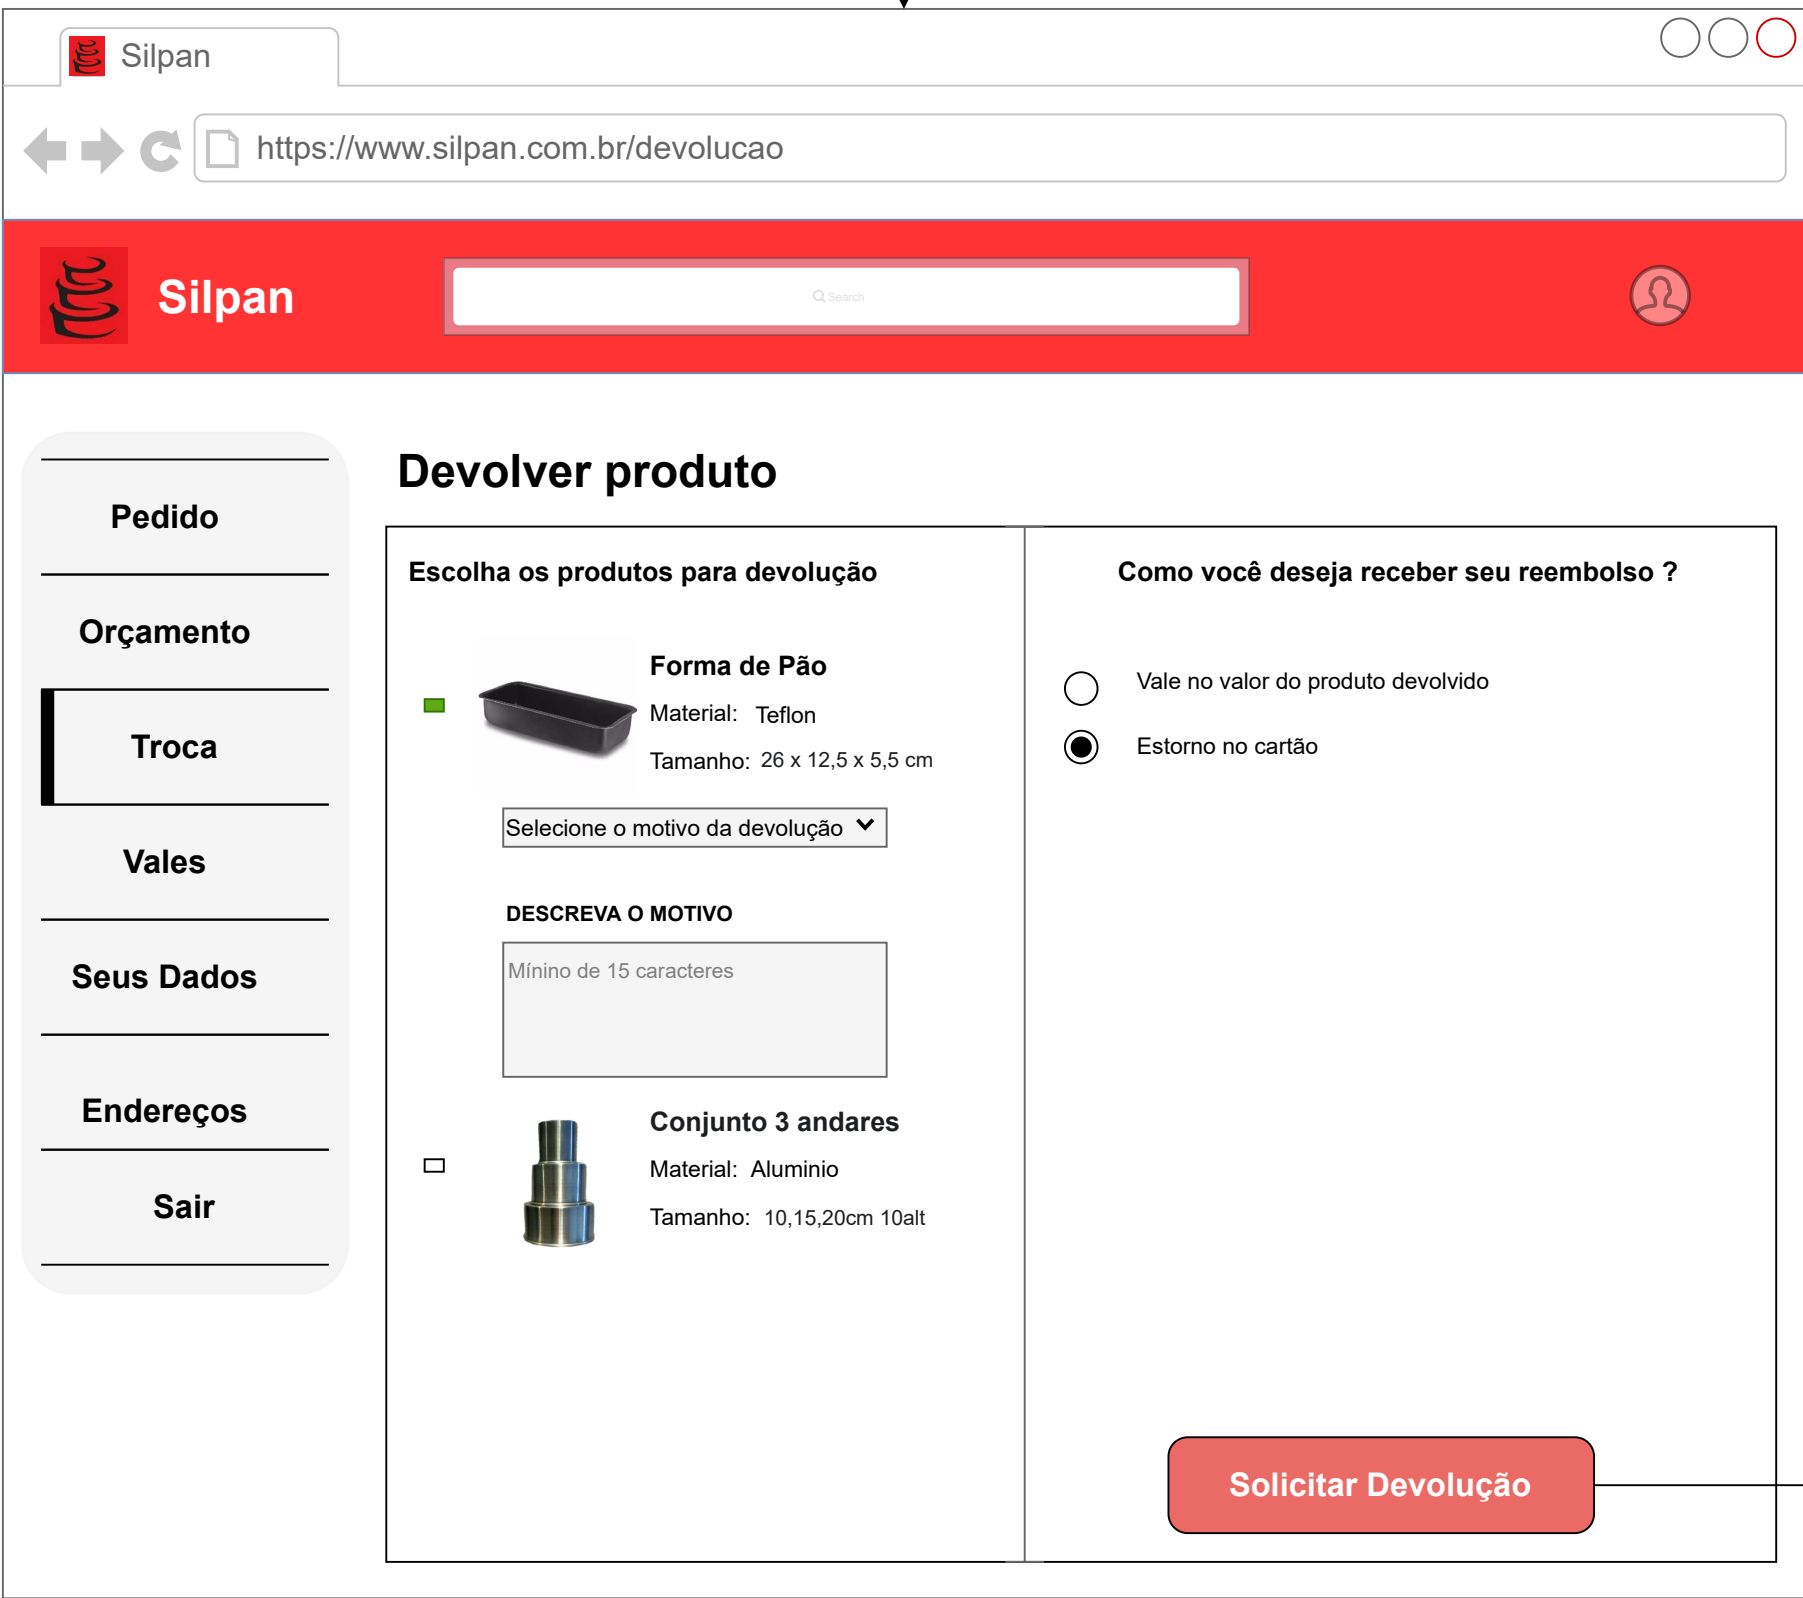 Silpan
https://www.silpan.com.br/devolucao
Silpan
Search
Pedido
Orçamento
Troca
Vales
Seus Dados
Endereços
Sair
Devolver produto
Escolha os produtos para devolução
Forma de Pão
Material: Teflon
Tamanho: 26 x 12,5 x 5,5 cm
Selecione o motivo da devolução
DESCREVA O MOTIVO
Mínino de 15 caracteres
Conjunto 3 andares
Material: Aluminio
Tamanho: 10,15,20cm 10alt
Como você deseja receber seu reembolso ?
Vale no valor do produto devolvido
Estorno no cartão
Solicitar Devolução